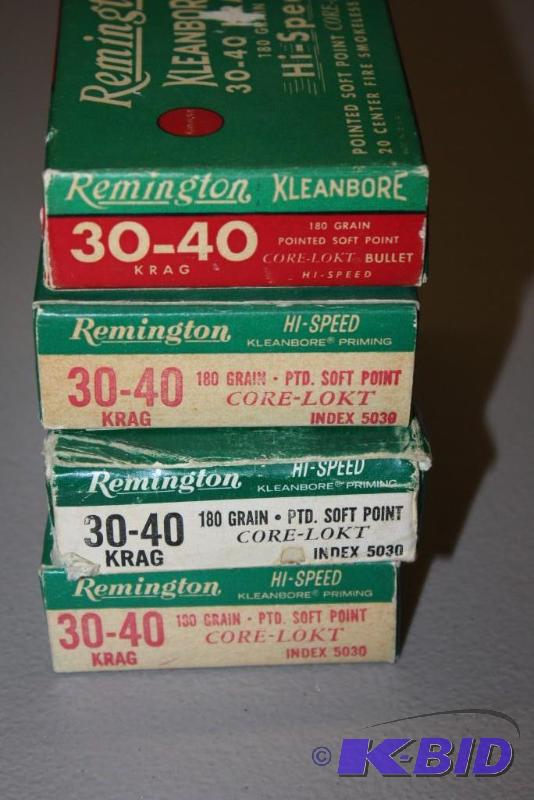 Remington
KLEANBORE
30-40
180 GRAIN
Hi-Speed
POINTED SOFT POINT CORE-
20 CENTER FIRE SMOKELESS
Remington KLEANBORE
30-40
KRAG
180 GRAIN
POINTED SOFT POINT
CORE-LOKT BULLET
HI-SPEED
Remington
HI-SPEED
KLEANBORE® PRIMING
30-40
KRAG
180 GRAIN · PTD. SOFT POINT
CORE-LOKT
INDEX 5030
Remington
HI-SPEED
KLEANBORE® PRIMING
30-40
KRAG
180 GRAIN · PTD. SOFT POINT
CORE-LOKT
INDEX 5030
Remington
HI-SPEED
KLEANBORE® PRIMING
30-40
KRAG
180 GRAIN · PTD. SOFT POINT
CORE-LOKT
INDEX 5030
© K-BID